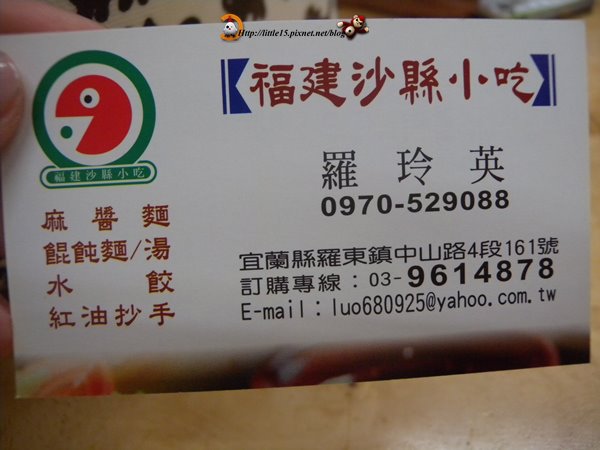 Http://little15.pixnet.net/blog
福建沙縣小吃
福建沙縣小吃
羅玲英
0970-529088
麻醬麵
餛飩麵/湯
水餃
紅油抄手
宜蘭縣羅東鎮中山路4段161號
訂購專線：03-9614878
E-mail：luo680925@yahoo.com.tw